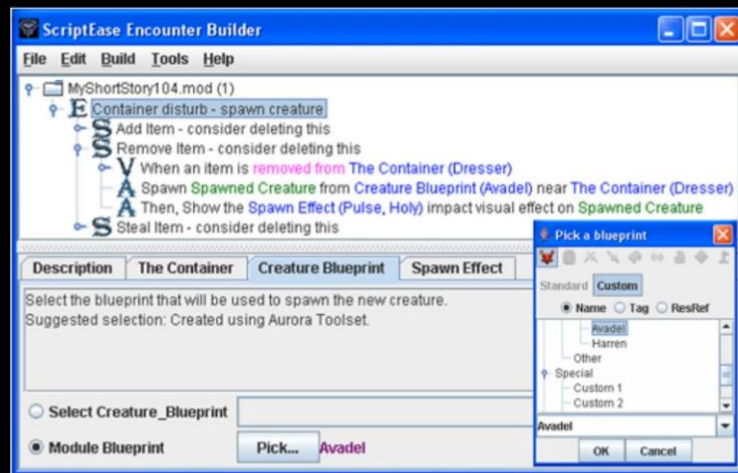 ScriptEase Encounter Builder
File Edit Build Tools Help
MyShortStory104.mod (1)
E Container disturb - spawn creature
S Add Item - consider deleting this
S Remove Item - consider deleting this
V When an item is removed from The Container (Dresser)
A Spawn Spawned Creature from Creature Blueprint (Avadel) near The Container (Dresser)
A Then, Show the Spawn Effect (Pulse, Holy) impact visual effect on Spawned Creature
S Steal Item - consider deleting this
Description The Container Creature Blueprint Spawn Effect
Select the blueprint that will be used to spawn the new creature.
Suggested selection: Created using Aurora Toolset.
Select Creature_Blueprint
Module Blueprint Pick... Avadel
Pick a blueprint
Standard Custom
Name Tag ResRef
Avadel
Harren
Other
Special
Custom 1
Custom 2
Avadel
OK Cancel